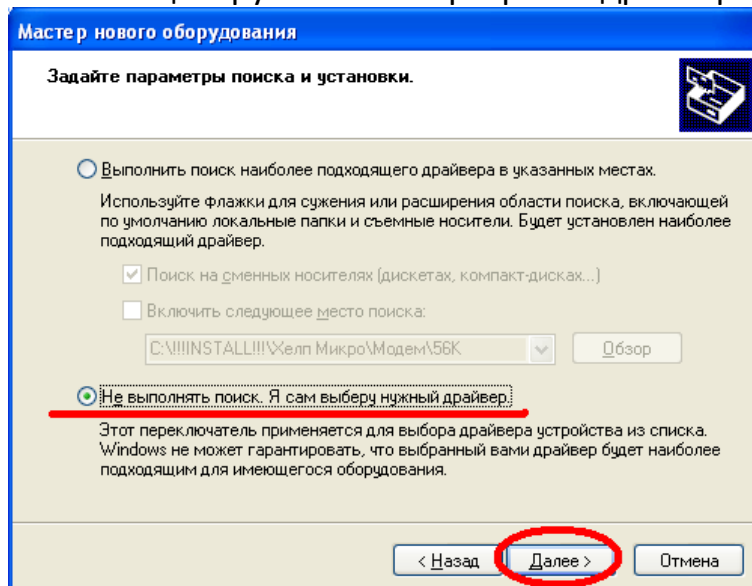 Мастер нового оборудования
Задайте параметры поиска и установки.
Выполнить поиск наиболее подходящего драйвера в указанных местах.
Используйте флажки для сужения или расширения области поиска, включающей
по умолчанию локальные папки и съемные носители. Будет установлен наиболее
подходящий драйвер.
Поиск на сменных носителях (дискетах, компакт-дисках...)
Включить следующее место поиска:
C:\!!!INSTALL!!!\Хелп Микро\Модем\56K
Обзор
Не выполнять поиск. Я сам выберу нужный драйвер.
Этот переключатель применяется для выбора драйвера устройства из списка.
Windows не может гарантировать, что выбранный вами драйвер будет наиболее
подходящим для имеющегося оборудования.
< Назад Далее > Отмена